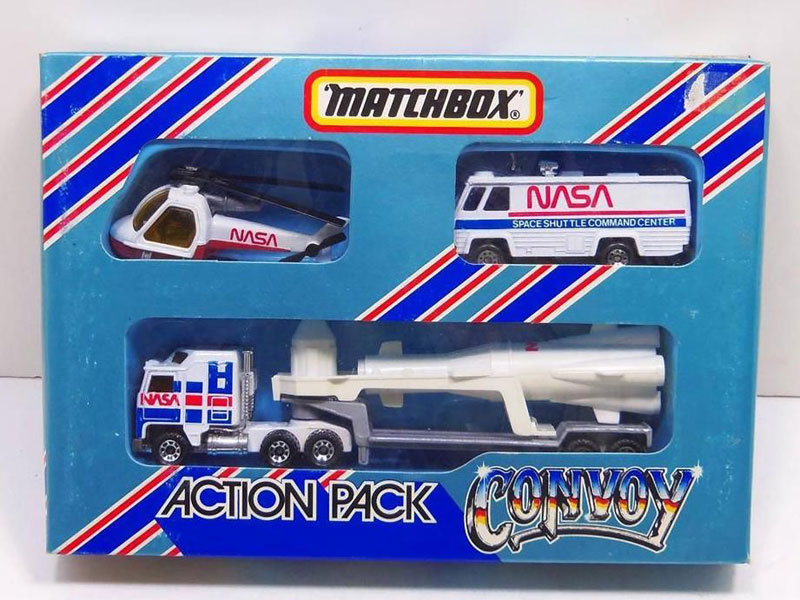 'MATCHBOX'®
NASA
NASA
SPACE SHUTTLE COMMAND CENTER
NASA
ACTION PACK
CONVOY